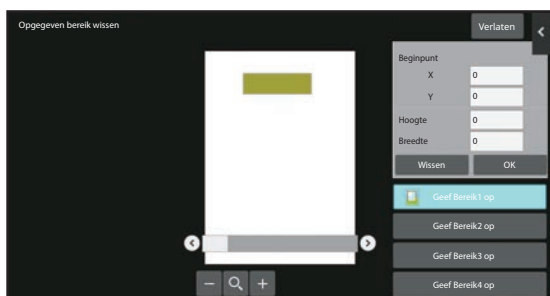 Opgegeven bereik wissen
Verlaten
Beginpunt
X 0
Y 0
Hoogte 0
Breedte 0
Wissen OK
Geef Bereik1 op
Geef Bereik2 op
Geef Bereik3 op
Geef Bereik4 op